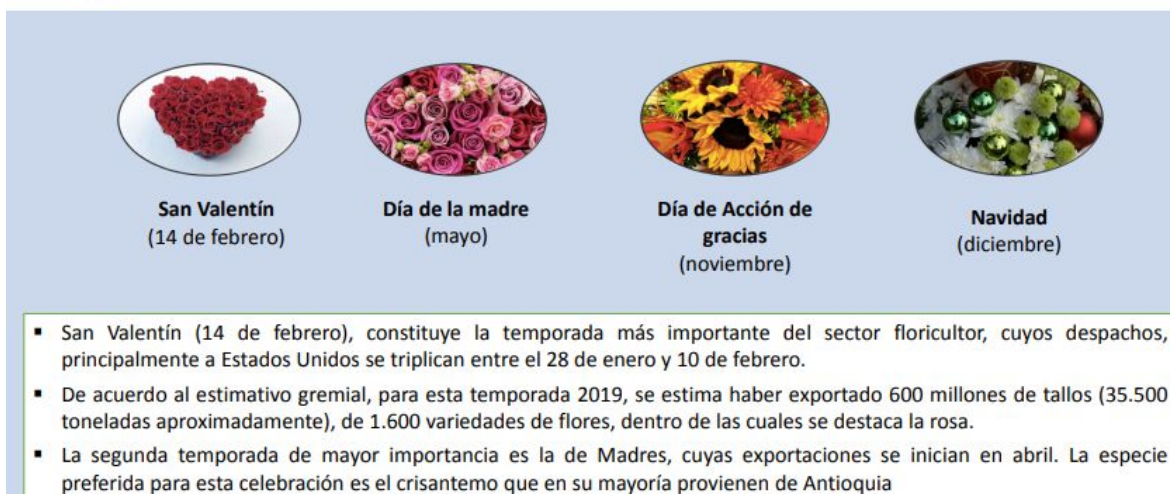 San Valentín
(14 de febrero)
Día de la madre
(mayo)
Día de Acción de
gracias
(noviembre)
Navidad
(diciembre)
▪ San Valentín (14 de febrero), constituye la temporada más importante del sector floricultor, cuyos despachos,
principalmente a Estados Unidos se triplican entre el 28 de enero y 10 de febrero.
▪ De acuerdo al estimativo gremial, para esta temporada 2019, se estima haber exportado 600 millones de tallos (35.500
toneladas aproximadamente), de 1.600 variedades de flores, dentro de las cuales se destaca la rosa.
▪ La segunda temporada de mayor importancia es la de Madres, cuyas exportaciones se inician en abril. La especie
preferida para esta celebración es el crisantemo que en su mayoría provienen de Antioquia